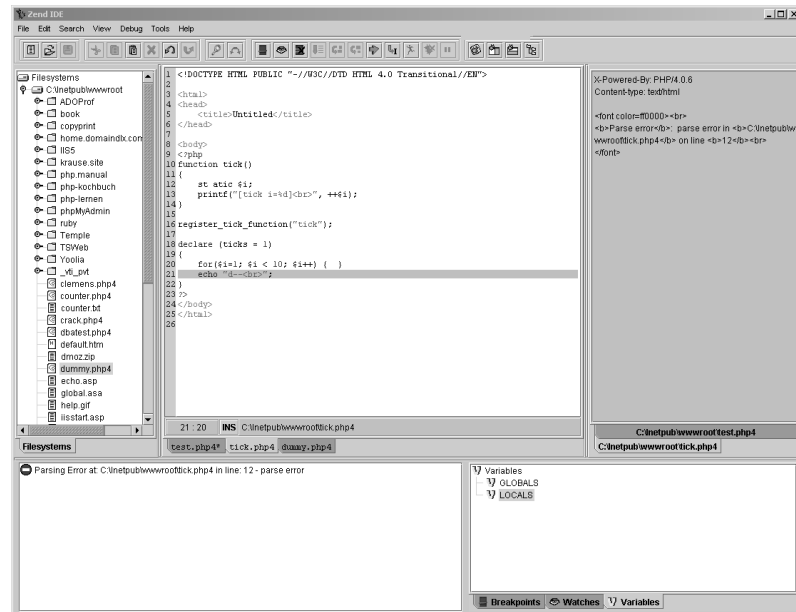 Zend IDE
File Edit Search View Debug Tools Help
Filesystems
C:\Inetpub\wwwroot
ADOProf
book
copyprint
home.domaindlx.com
IIS5
krause.site
php.manual
php-kochbuch
php-lernen
phpMyAdmin
ruby
Temple
TSWeb
Yoolia
_vti_pvt
clemens.php4
counter.php4
counter.txt
crack.php4
dbatest.php4
default.htm
dmoz.zip
dummy.php4
echo.asp
global.asa
help.gif
iisstart.asp
Filesystems
1 <!DOCTYPE HTML PUBLIC "-//W3C//DTD HTML 4.0 Transitional//EN">
2
3 <html>
4 <head>
5 <title>Untitled</title>
6 </head>
7
8 <body>
9 <?php
10 function tick()
11 {
12 st atic $i;
13 printf("[tick i=%d]<br>", ++$i);
14 }
15
16 register_tick_function("tick");
17
18 declare (ticks = 1)
19 {
20 for($i=1; $i < 10; $i++) { }
21 echo "d--<br>";
22 }
23 ?>
24 </body>
25 </html>
26
21 : 20 INS C:\Inetpub\wwwroot\tick.php4
test.php4* tick.php4 dummy.php4
X-Powered-By: PHP/4.0.6
Content-type: text/html
<font color=ff0000><br>
<b>Parse error</b>: parse error in <b>C:\Inetpub\w
wwroot\tick.php4</b> on line <b>12</b><br>
</font>
C:\Inetpub\wwwroot\test.php4
C:\Inetpub\wwwroot\tick.php4
Parsing Error at: C:\Inetpub\wwwroot\tick.php4 in line: 12 - parse error
Variables
GLOBALS
LOCALS
Breakpoints Watches Variables